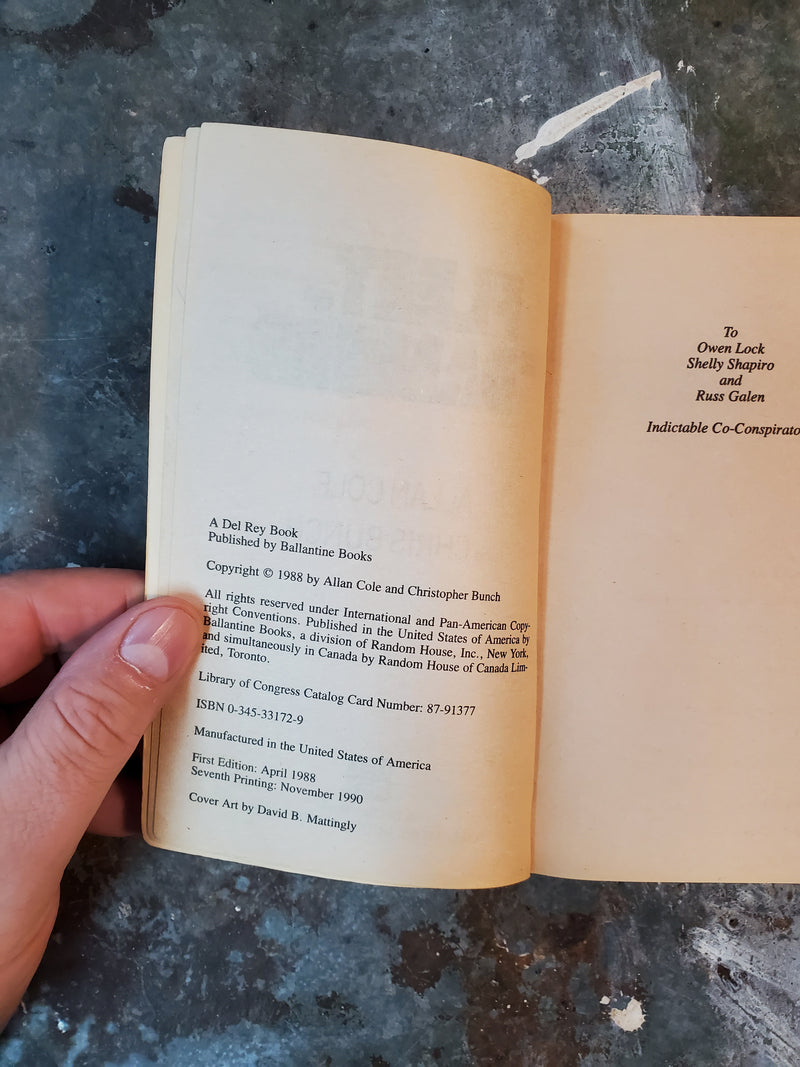 A Del Rey Book
Published by Ballantine Books
Copyright © 1988 by Allan Cole and Christopher Bunch
All rights reserved under International and Pan-American Copy-
right Conventions. Published in the United States of America by
Ballantine Books, a division of Random House, Inc., New York,
and simultaneously in Canada by Random House of Canada Lim-
ited, Toronto.
Library of Congress Catalog Card Number: 87-91377
ISBN 0-345-33172-9
Manufactured in the United States of America
First Edition: April 1988
Seventh Printing: November 1990
Cover Art by David B. Mattingly
To
Owen Lock
Shelly Shapiro
and
Russ Galen
Indictable Co-Conspirato